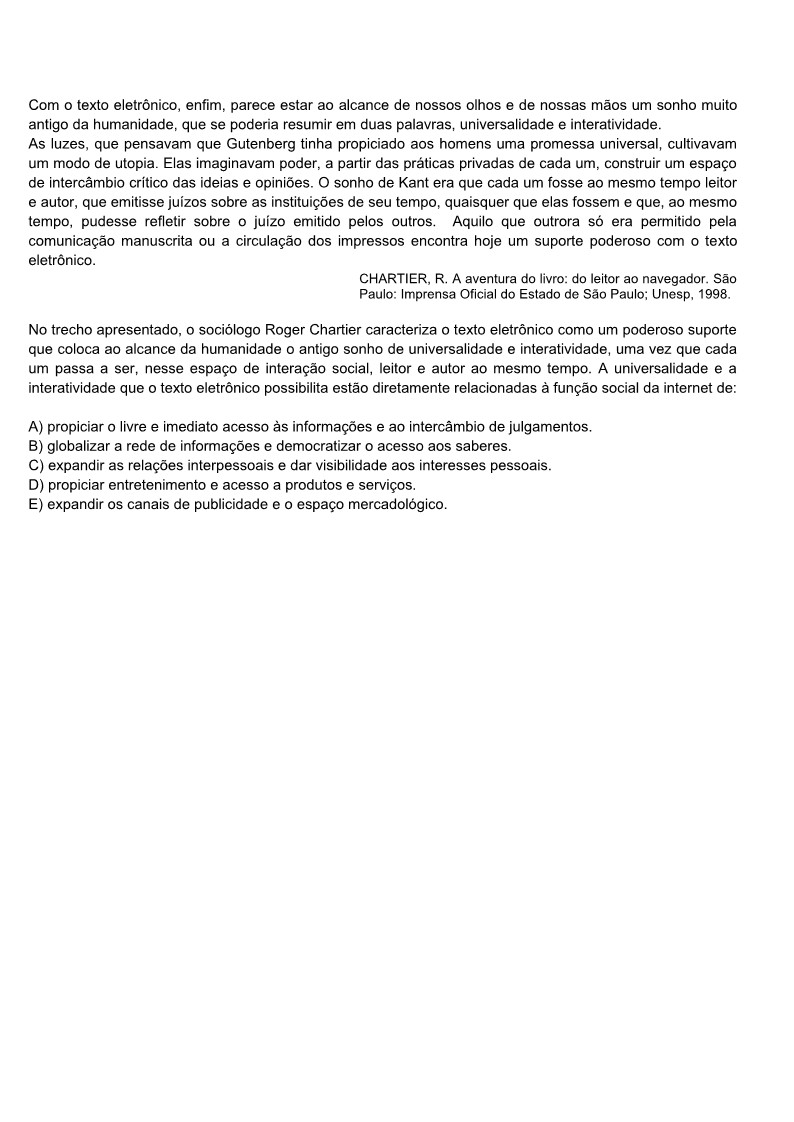 Com o texto eletrônico, enfim, parece estar ao alcance de nossos olhos e de nossas mãos um sonho muito
antigo da humanidade, que se poderia resumir em duas palavras, universalidade e interatividade.
As luzes, que pensavam que Gutenberg tinha propiciado aos homens uma promessa universal, cultivavam
um modo de utopia. Elas imaginavam poder, a partir das práticas privadas de cada um, construir um espaço
de intercâmbio crítico das ideias e opiniões. O sonho de Kant era que cada um fosse ao mesmo tempo leitor
e autor, que emitisse juízos sobre as instituições de seu tempo, quaisquer que elas fossem e que, ao mesmo
tempo, pudesse refletir sobre o juízo emitido pelos outros. Aquilo que outrora só era permitido pela
comunicação manuscrita ou a circulação dos impressos encontra hoje um suporte poderoso com o texto
eletrônico.
CHARTIER, R. A aventura do livro: do leitor ao navegador. São
Paulo: Imprensa Oficial do Estado de São Paulo; Unesp, 1998.
No trecho apresentado, o sociólogo Roger Chartier caracteriza o texto eletrônico como um poderoso suporte
que coloca ao alcance da humanidade o antigo sonho de universalidade e interatividade, uma vez que cada
um passa a ser, nesse espaço de interação social, leitor e autor ao mesmo tempo. A universalidade e a
interatividade que o texto eletrônico possibilita estão diretamente relacionadas à função social da internet de:
A) propiciar o livre e imediato acesso às informações e ao intercâmbio de julgamentos.
B) globalizar a rede de informações e democratizar o acesso aos saberes.
C) expandir as relações interpessoais e dar visibilidade aos interesses pessoais.
D) propiciar entretenimento e acesso a produtos e serviços.
E) expandir os canais de publicidade e o espaço mercadológico.